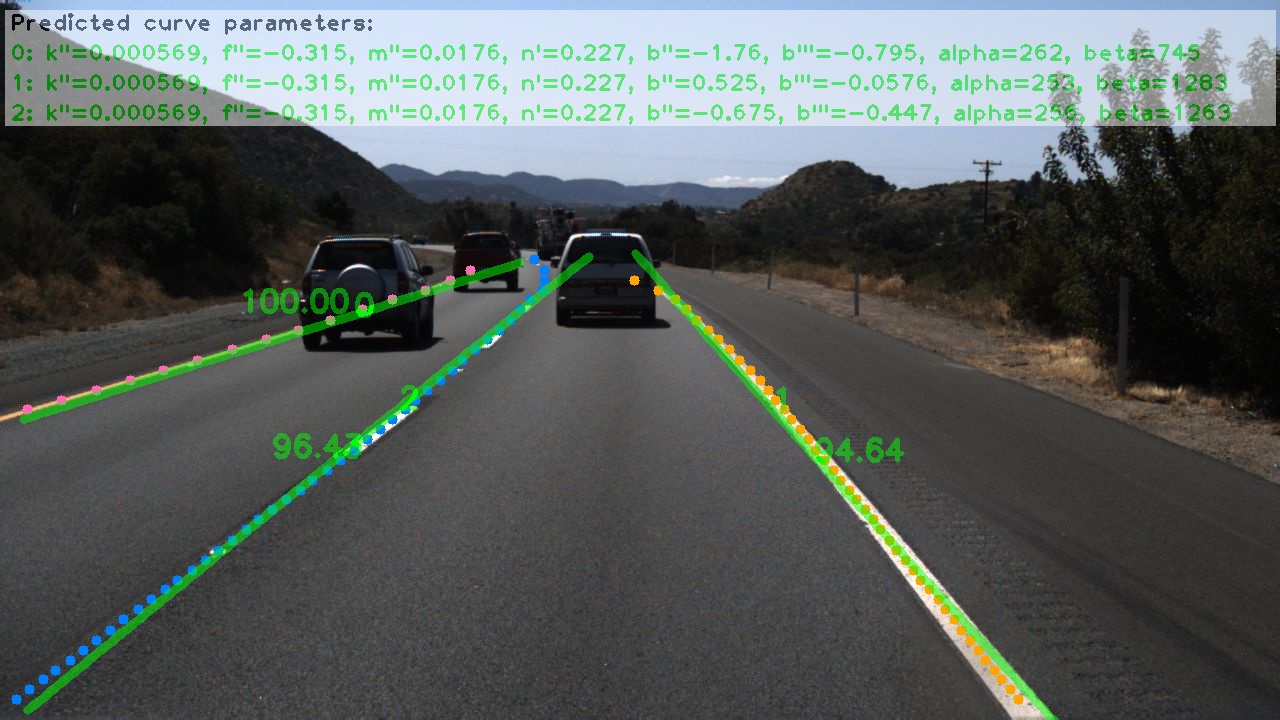 Predicted curve parameters:
0: k''=0.000569, f''=-0.315, m''=0.0176, n'=0.227, b''=-1.76, b'''=-0.795, alpha=262, beta=745
1: k''=0.000569, f''=-0.315, m''=0.0176, n'=0.227, b''=0.525, b'''=-0.0576, alpha=253, beta=1283
2: k''=0.000569, f''=-0.315, m''=0.0176, n'=0.227, b''=-0.675, b'''=-0.447, alpha=256, beta=1263
100.00 0
2 1
96.43 94.64